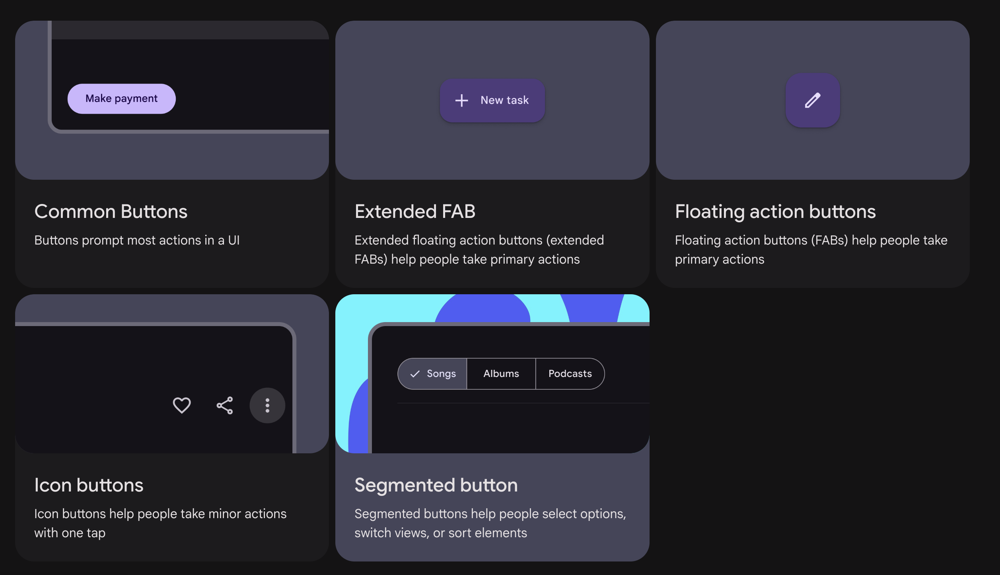 Make payment
Common Buttons
Buttons prompt most actions in a UI
New task
Extended FAB
Extended floating action buttons (extended
FABs) help people take primary actions
Floating action buttons
Floating action buttons (FABs) help people take
primary actions
Icon buttons
Icon buttons help people take minor actions
with one tap
Songs
Albums
Podcasts
Segmented button
Segmented buttons help people select options,
switch views, or sort elements